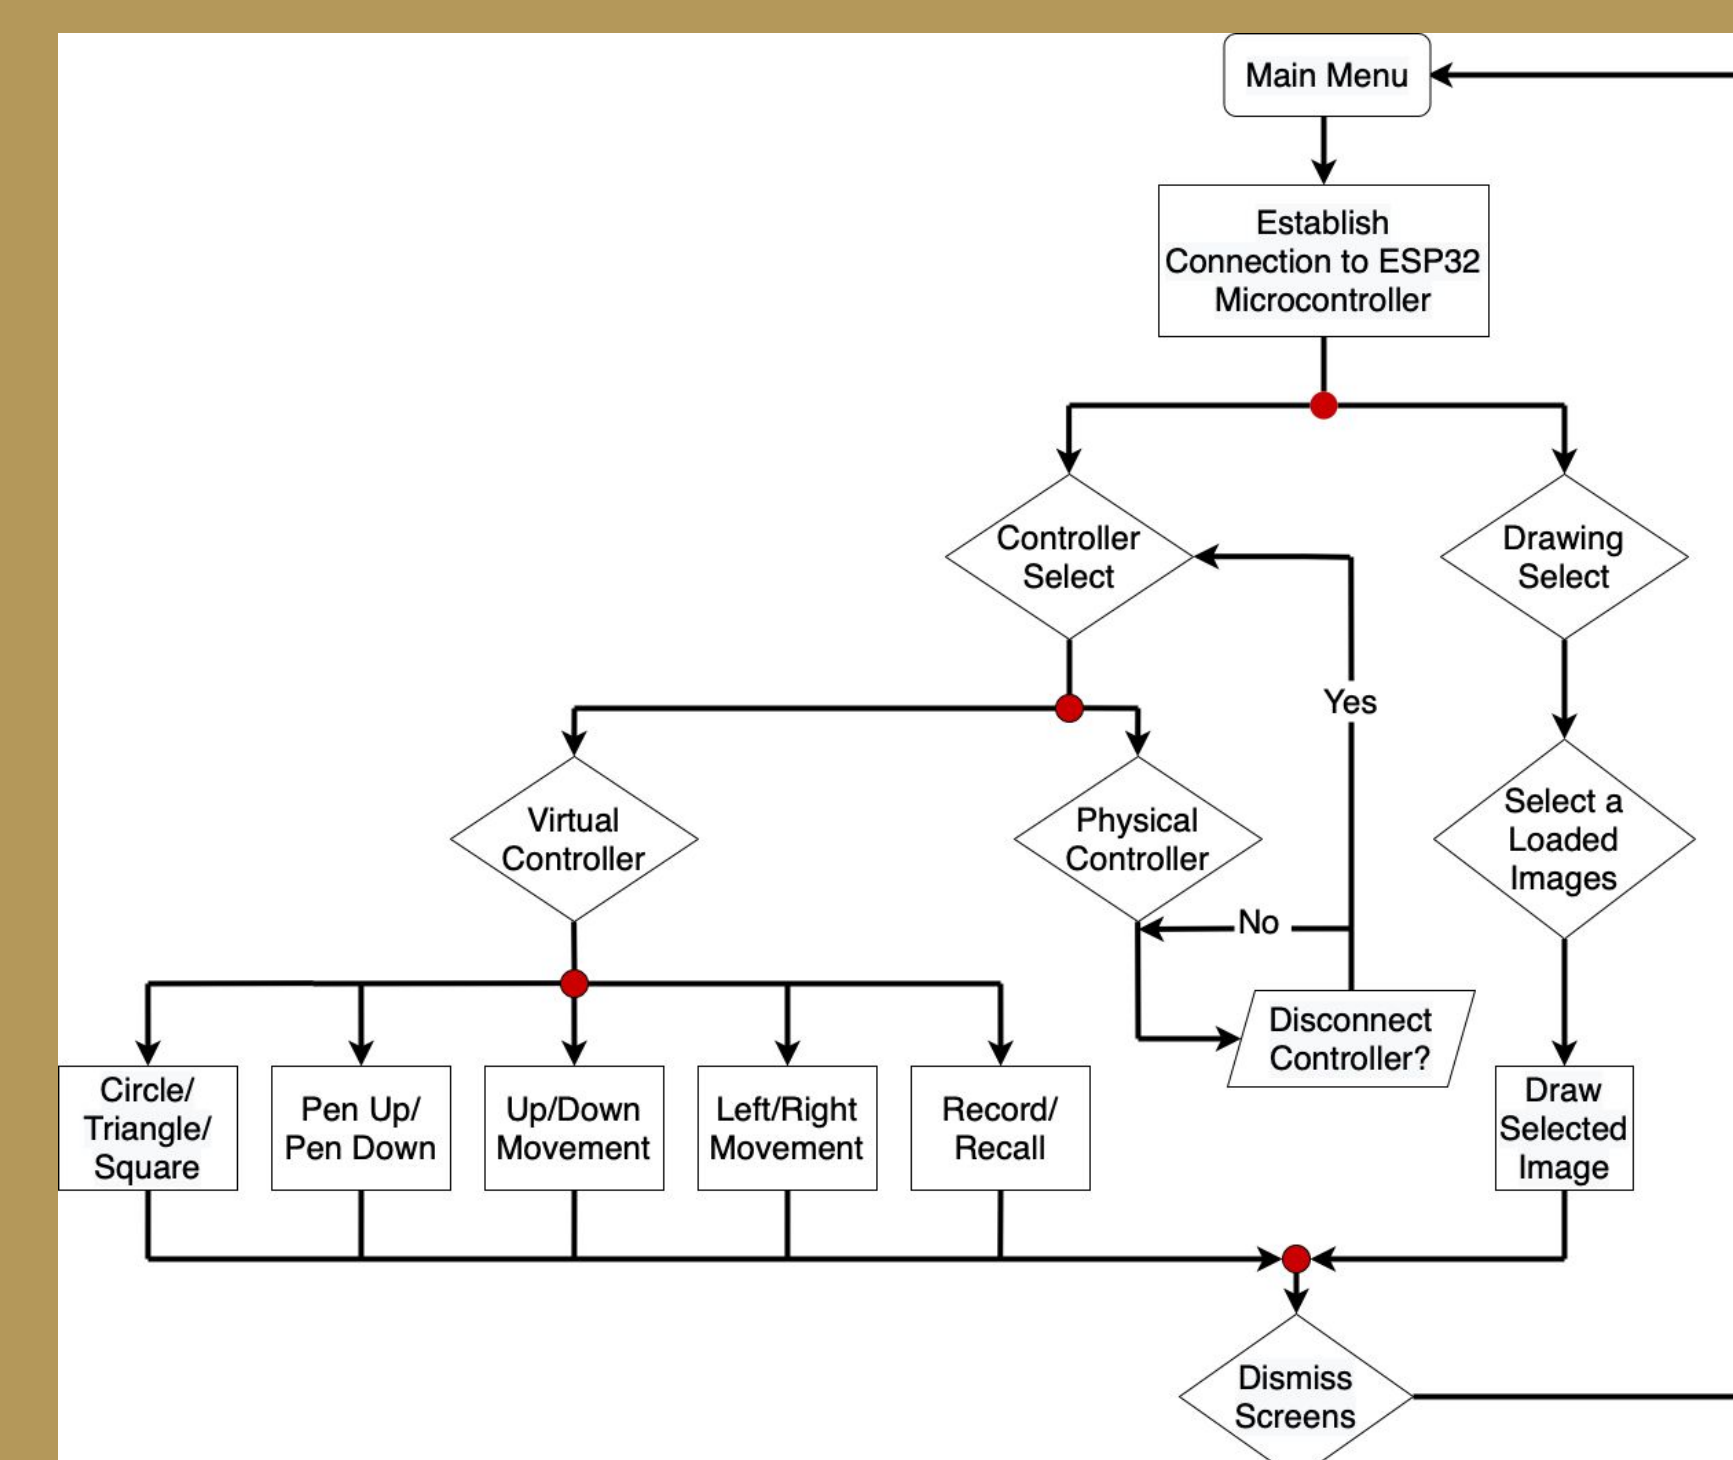 Main Menu
Establish
Connection to ESP32
Microcontroller
Controller
Select
Drawing
Select
Yes
Virtual
Controller
Physical
Controller
Select a
Loaded
Images
No
Disconnect
Controller?
Circle/
Triangle/
Square
Pen Up/
Pen Down
Up/Down
Movement
Left/Right
Movement
Record/
Recall
Draw
Selected
Image
Dismiss
Screens